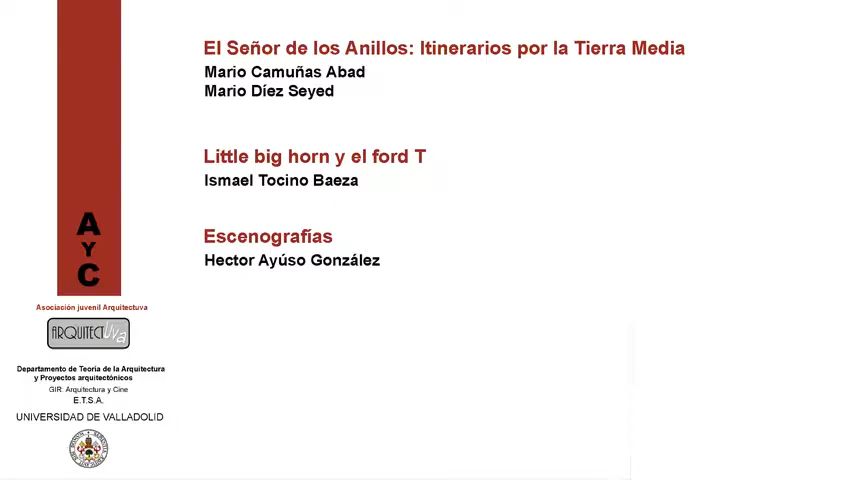 El Señor de los Anillos: Itinerarios por la Tierra Media
Mario Camuñas Abad
Mario Díez Seyed
Little big horn y el ford T
Ismael Tocino Baeza
Escenografías
Hector Ayúso González
A
Y
C
Asociación juvenil Arquitectuva
ARQUITECTUva
Departamento de Teoría de la Arquitectura
y Proyectos arquitectónicos
GIR. Arquitectura y Cine
E.T.S.A.
UNIVERSIDAD DE VALLADOLID